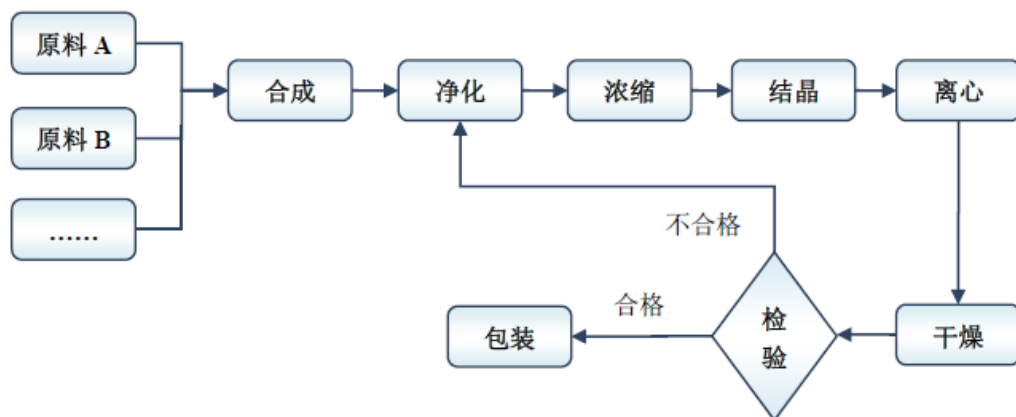 原料 A
合成
净化
浓缩
结晶
离心
原料 B
……
不合格
合格
包装
检
验
干燥